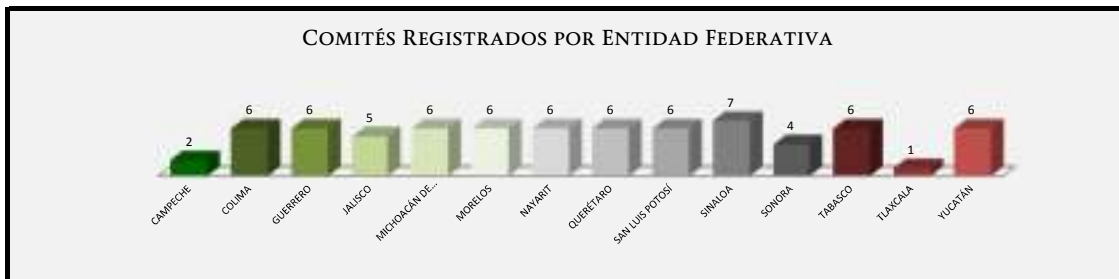 COMITÉS REGISTRADOS POR ENTIDAD FEDERATIVA
2
6
6
5
6
6
6
6
6
7
4
6
1
6
CAMPECHE
COLIMA
GUERRERO
JALISCO
MICHOACÁN DE...
MORELOS
NAYARIT
QUERÉTARO
SAN LUIS POTOSÍ
SINALOA
SONORA
TABASCO
TLAXCALA
YUCATÁN